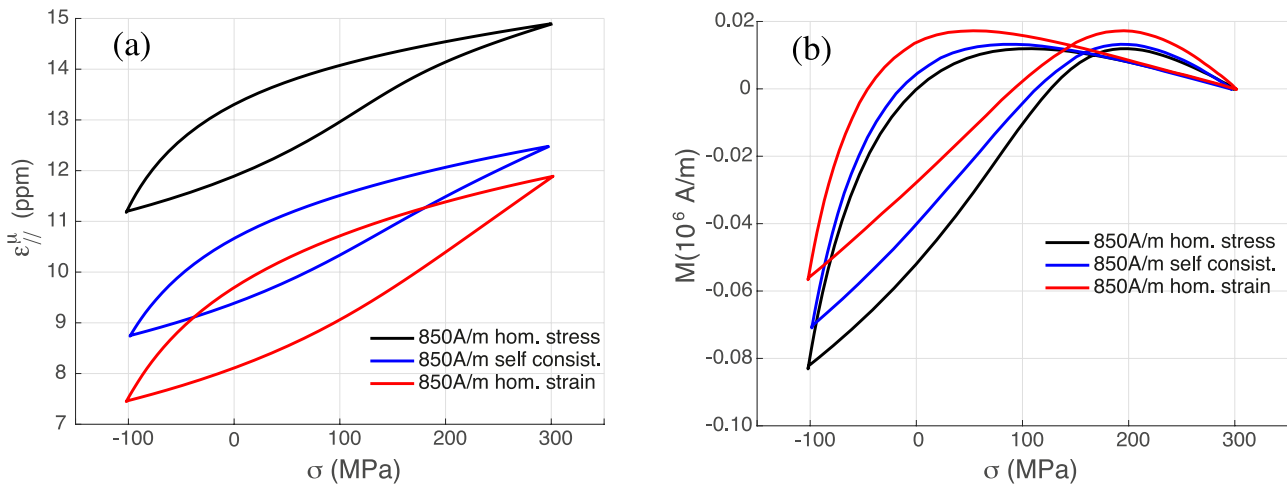 (a)
15
14
13
12
11
10
9
8
7
ε//^μ (ppm)
850A/m hom. stress
850A/m self consist.
850A/m hom. strain
-100 0 100 200 300
σ (MPa)
(b)
0.02
0
-0.02
-0.04
-0.06
-0.08
-0.10
M(10^6 A/m)
850A/m hom. stress
850A/m self consist.
850A/m hom. strain
-100 0 100 200 300
σ (MPa)